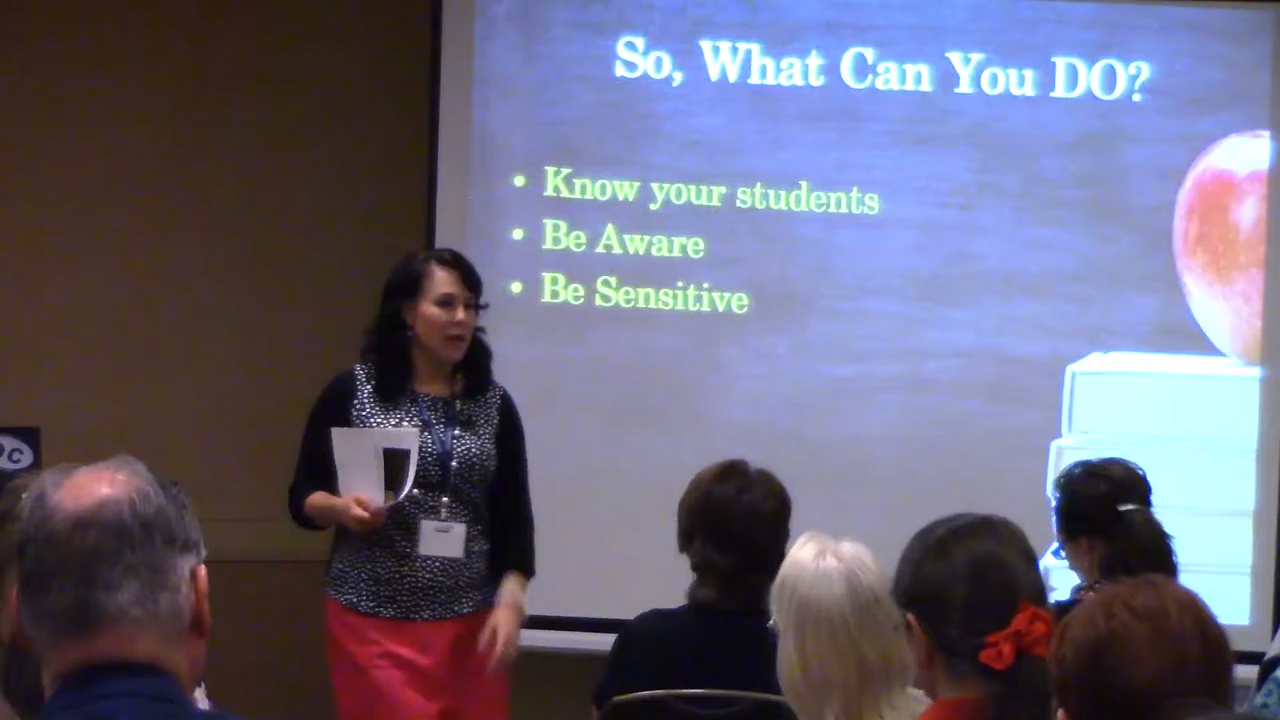 So, What Can You DO?
• Know your students
• Be Aware
• Be Sensitive